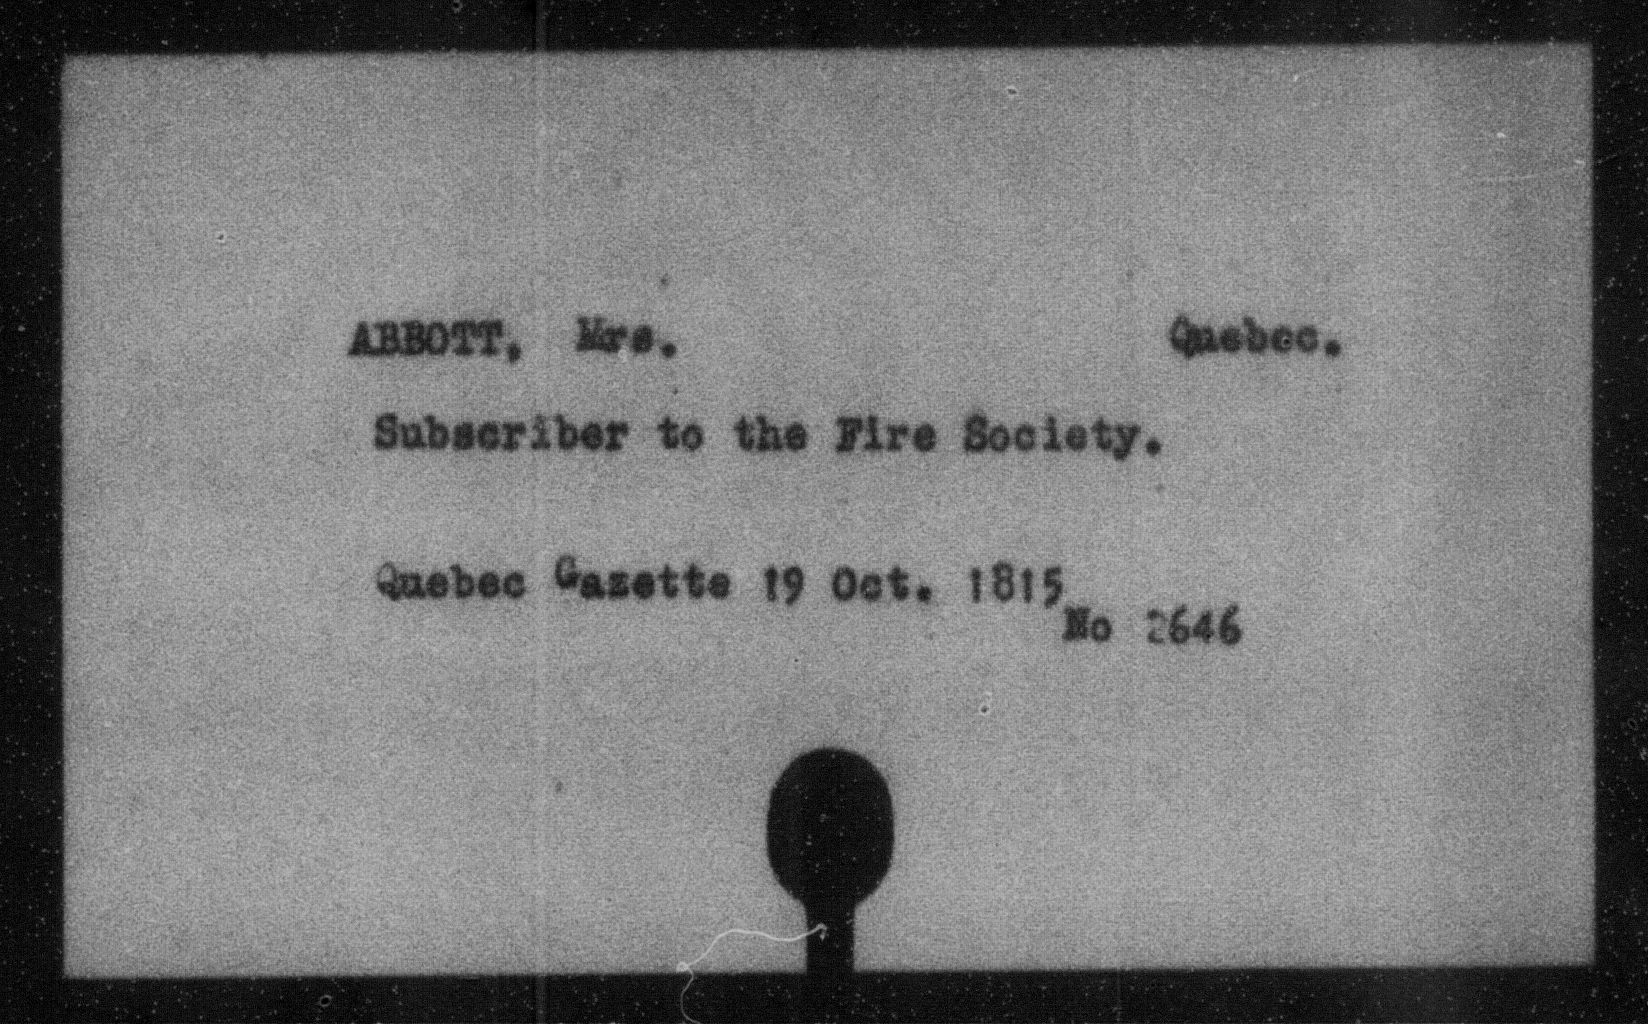 ABBOTT, Mrs. Quebec.
Subscriber to the Fire Society.
Quebec Gazette 19 Oct. 1815
No 2646